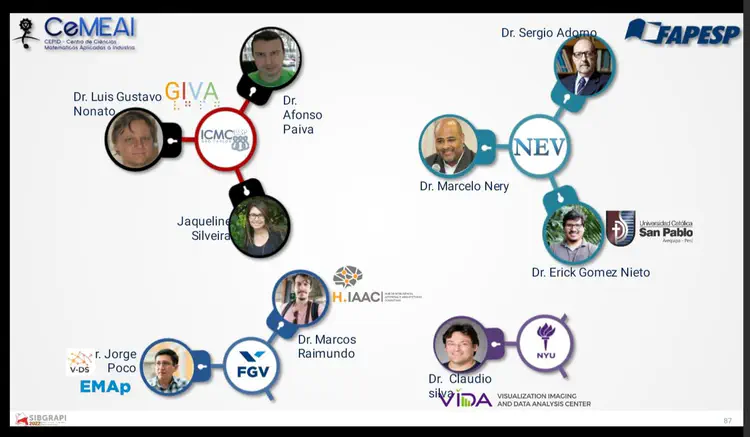 CeMEAI
CEPID - Centro de Ciências
Matemáticas Aplicadas à Indústria
Dr. Sergio Adorno
FAPESP
GIVA
Dr. Luis Gustavo
Nonato
Dr.
Afonso
Paiva
ICMC
NEV
Dr. Marcelo Nery
Jaqueline
Silveira
Universidad Católica
San Pablo
Arequipa - Perú
Dr. Erick Gomez Nieto
H.IAAC
Dr. Marcos
Raimundo
V-DS
r. Jorge
Poco
EMAp
FGV
NYU
Dr. Claudio
silva
VIDA
VISUALIZATION IMAGING
AND DATA ANALYSIS CENTER
SIBGRAPI
2022
87